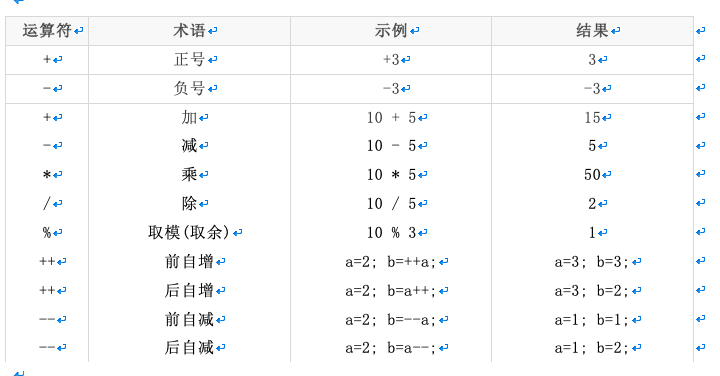 运算符 术语 示例 结果
+ 正号 +3 3
- 负号 -3 -3
+ 加 10 + 5 15
- 减 10 - 5 5
* 乘 10 * 5 50
/ 除 10 / 5 2
% 取模(取余) 10 % 3 1
++ 前自增 a=2; b=++a; a=3; b=3;
++ 后自增 a=2; b=a++; a=3; b=2;
-- 前自减 a=2; b=--a; a=1; b=1;
-- 后自减 a=2; b=a--; a=1; b=2;